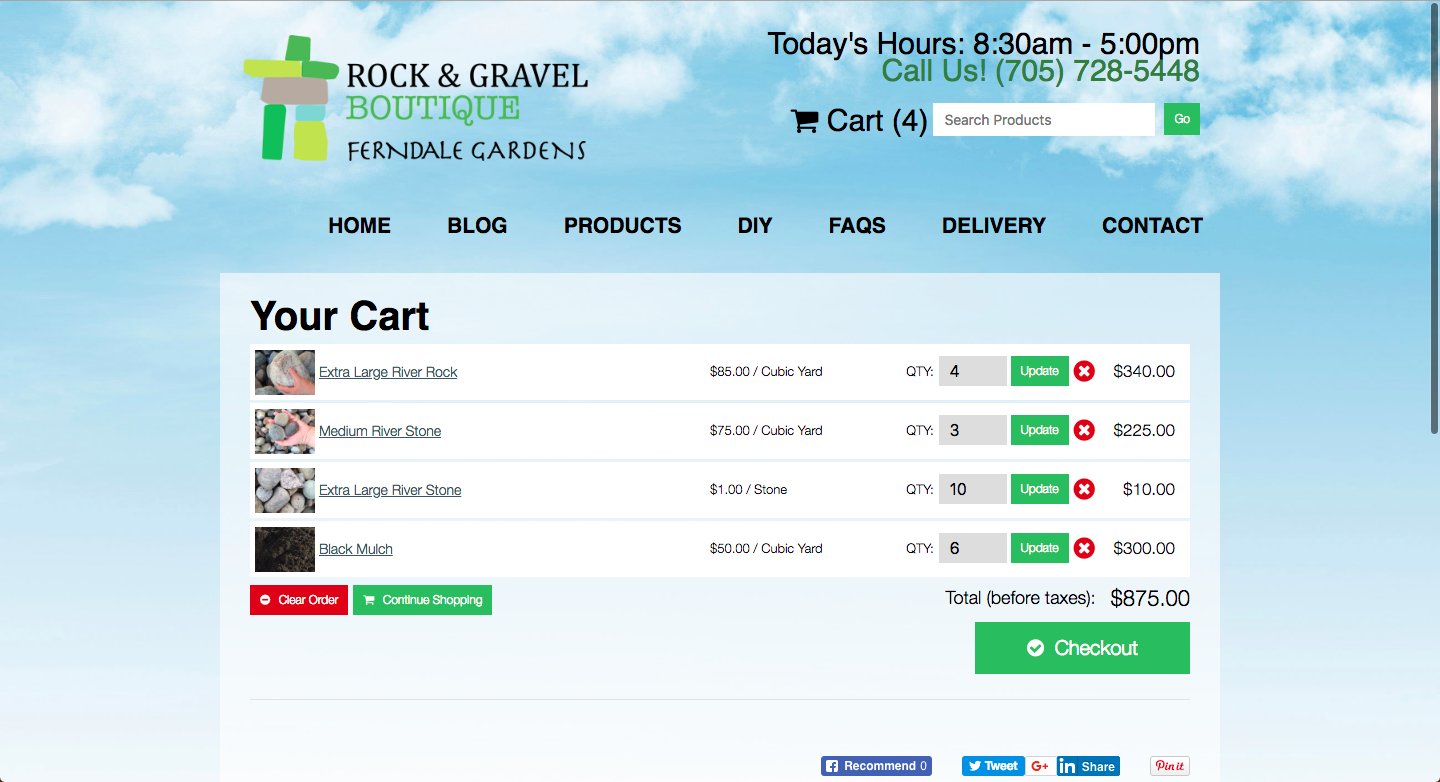 Today's Hours: 8:30am - 5:00pm
Call Us! (705) 728-5448
ROCK & GRAVEL
BOUTIQUE
FERNDALE GARDENS
Cart (4) Search Products Go
HOME BLOG PRODUCTS DIY FAQS DELIVERY CONTACT
Your Cart
Extra Large River Rock $85.00 / Cubic Yard QTY: 4 Update $340.00
Medium River Stone $75.00 / Cubic Yard QTY: 3 Update $225.00
Extra Large River Stone $1.00 / Stone QTY: 10 Update $10.00
Black Mulch $50.00 / Cubic Yard QTY: 6 Update $300.00
Clear Order Continue Shopping Total (before taxes): $875.00
Checkout
Recommend 0 Tweet G+ in Share Pin it